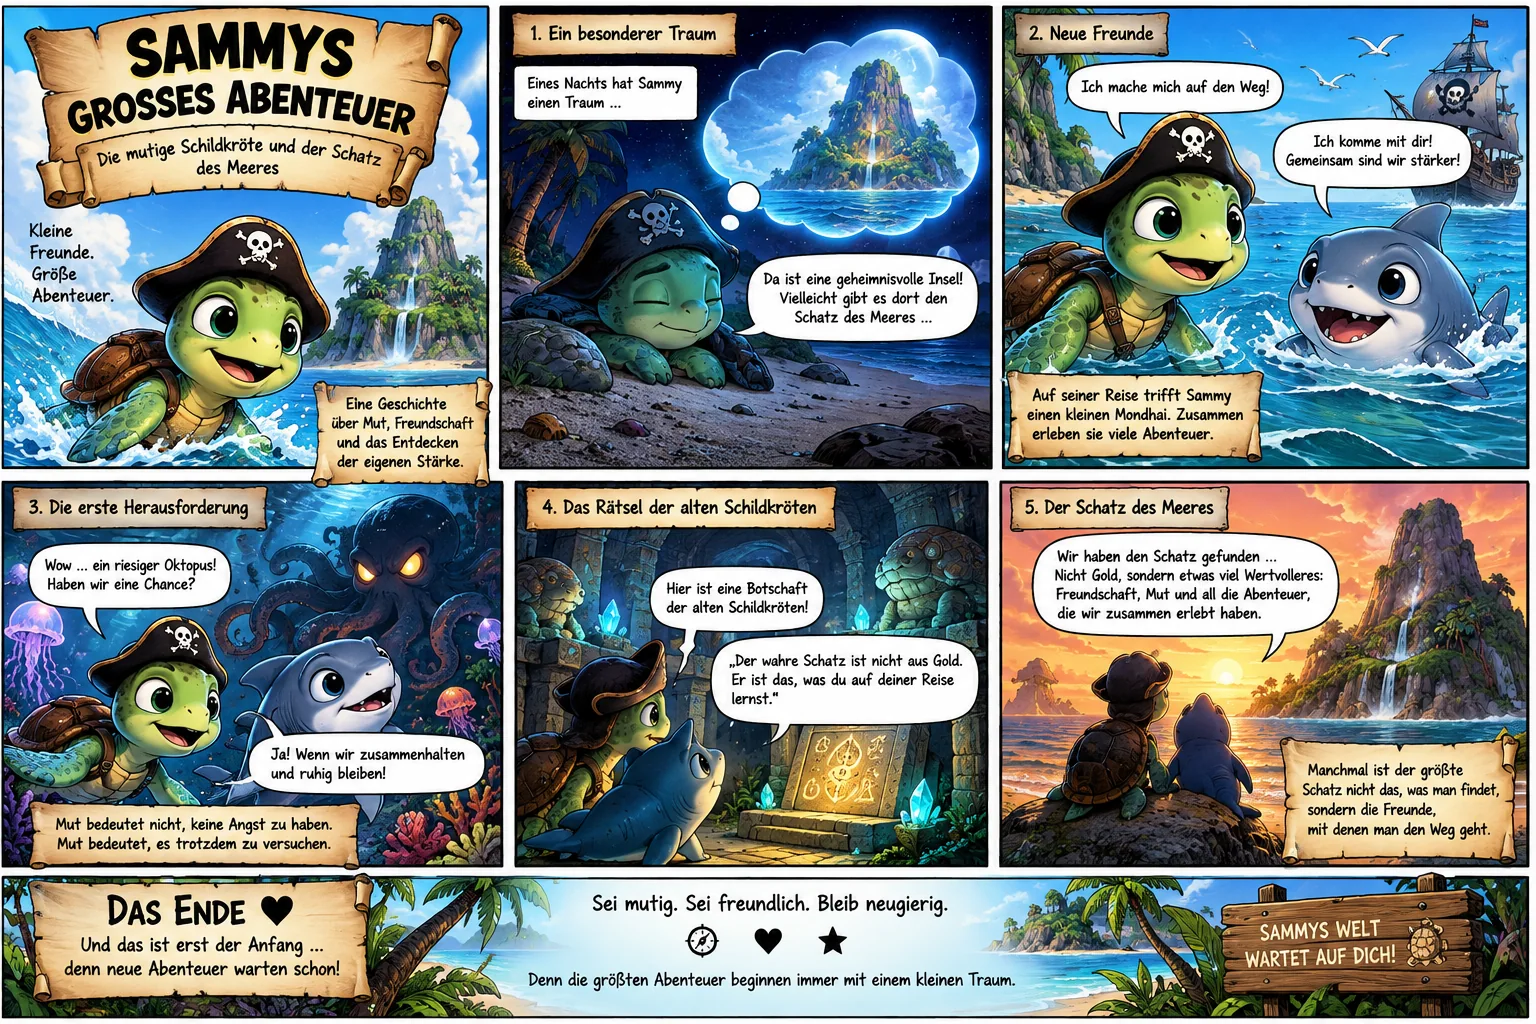 SAMMYS
GROSSES ABENTEUER
Die mutige Schildkröte und der Schatz
des Meeres
Kleine
Freunde.
Größe
Abenteuer.
Eine Geschichte
über Mut, Freundschaft
und das Entdecken
der eigenen Stärke.
1. Ein besonderer Traum
Eines Nachts hat Sammy
einen Traum ...
Da ist eine geheimnisvolle Insel!
Vielleicht gibt es dort den
Schatz des Meeres ...
2. Neue Freunde
Ich mache mich auf den Weg!
Ich komme mit dir!
Gemeinsam sind wir stärker!
Auf seiner Reise trifft Sammy
einen kleinen Mondhai. Zusammen
erleben sie viele Abenteuer.
3. Die erste Herausforderung
Wow ... ein riesiger Oktopus!
Haben wir eine Chance?
Ja! Wenn wir zusammenhalten
und ruhig bleiben!
Mut bedeutet nicht, keine Angst zu haben.
Mut bedeutet, es trotzdem zu versuchen.
4. Das Rätsel der alten Schildkröten
Hier ist eine Botschaft
der alten Schildkröten!
„Der wahre Schatz ist nicht aus Gold.
Er ist das, was du auf deiner Reise
lernst.“
5. Der Schatz des Meeres
Wir haben den Schatz gefunden ...
Nicht Gold, sondern etwas viel Wertvolleres:
Freundschaft, Mut und all die Abenteuer,
die wir zusammen erlebt haben.
Manchmal ist der größte
Schatz nicht das, was man findet,
sondern die Freunde,
mit denen man den Weg geht.
DAS ENDE ♥
Und das ist erst der Anfang ...
denn neue Abenteuer warten schon!
Sei mutig. Sei freundlich. Bleib neugierig.
Denn die größten Abenteuer beginnen immer mit einem kleinen Traum.
SAMMYS WELT
WARTET AUF DICH!